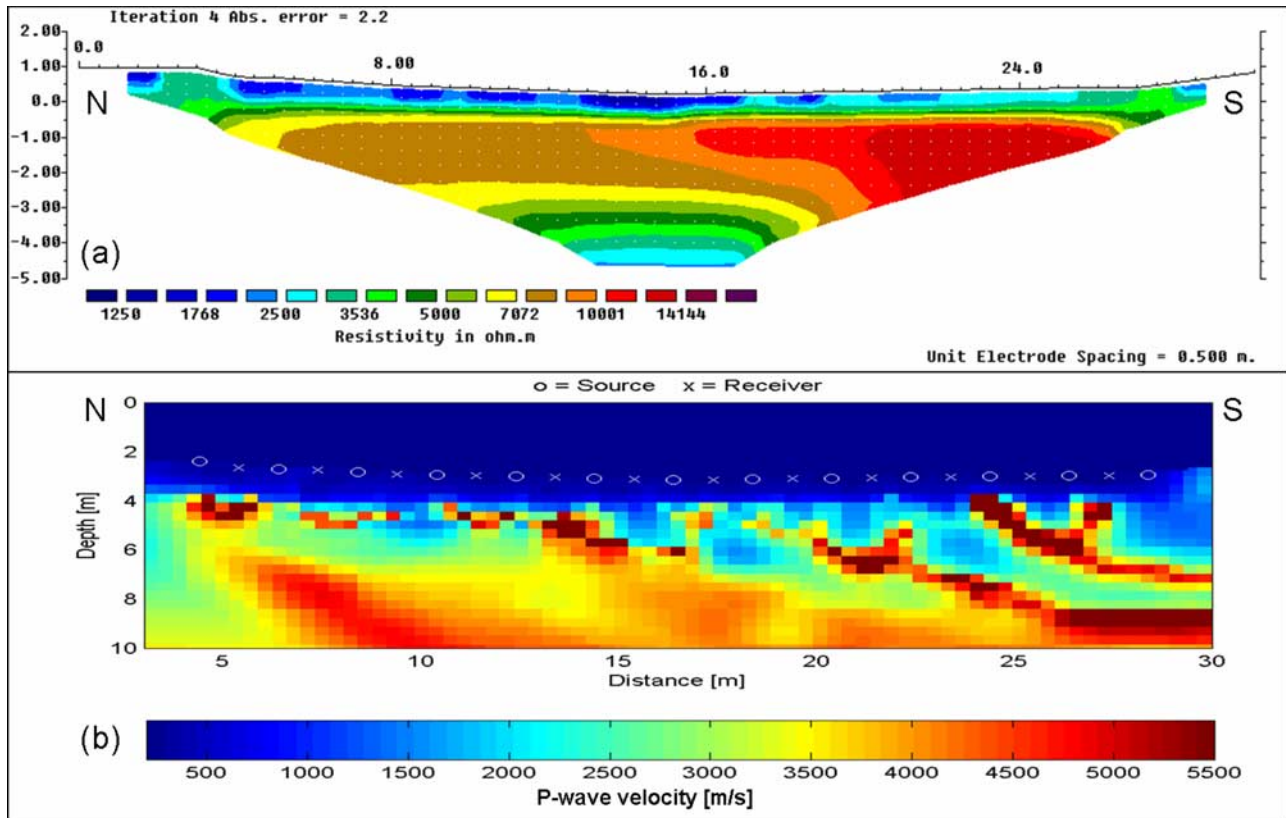 Iteration 4 Abs. error = 2.2
2.00
0.0
1.00
8.00
16.0
24.0
0.0
N
S
-1.00
-2.00
-3.00
-4.00
(a)
-5.00
1250 1768 2500 3536 5000 7072 10001 14144
Resistivity in ohm.m
Unit Electrode Spacing = 0.500 m.
o = Source x = Receiver
N
S
0
2
4
6
8
10
Depth [m]
5 10 15 20 25 30
Distance [m]
(b)
500 1000 1500 2000 2500 3000 3500 4000 4500 5000 5500
P-wave velocity [m/s]